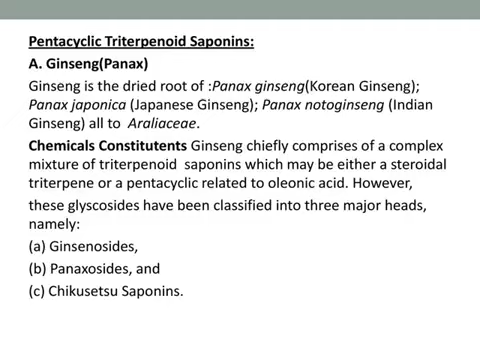 Pentacyclic Triterpenoid Saponins:
A. Ginseng(Panax)
Ginseng is the dried root of :Panax ginseng(Korean Ginseng);
Panax japonica (Japanese Ginseng); Panax notoginseng (Indian
Ginseng) all to Araliaceae.
Chemicals Constitutents Ginseng chiefly comprises of a complex
mixture of triterpenoid saponins which may be either a steroidal
triterpene or a pentacyclic related to oleonic acid. However,
these glyscosides have been classified into three major heads,
namely:
(a) Ginsenosides,
(b) Panaxosides, and
(c) Chikusetsu Saponins.